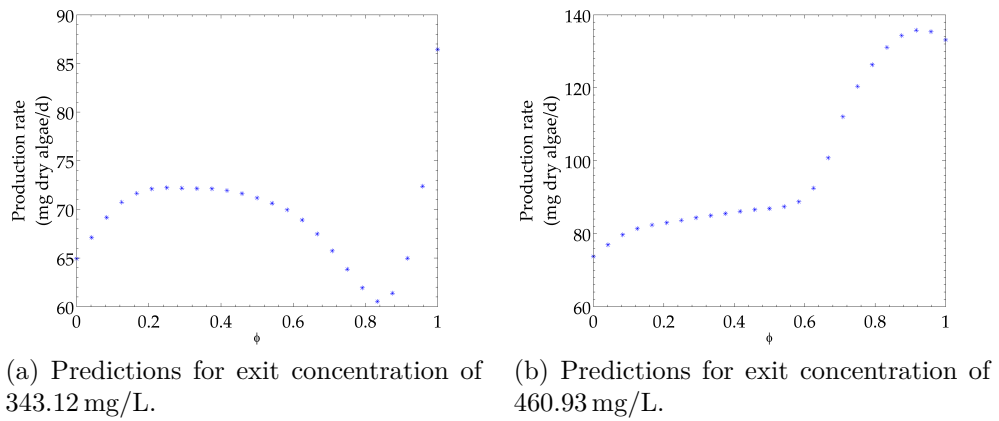 90
85
80
75
70
65
60
Production rate
(mg dry algae/d)
0 0.2 0.4 0.6 0.8 1
ϕ
140
120
100
80
60
Production rate
(mg dry algae/d)
0 0.2 0.4 0.6 0.8 1
ϕ
(a) Predictions for exit concentration of
343.12 mg/L.
(b) Predictions for exit concentration of
460.93 mg/L.